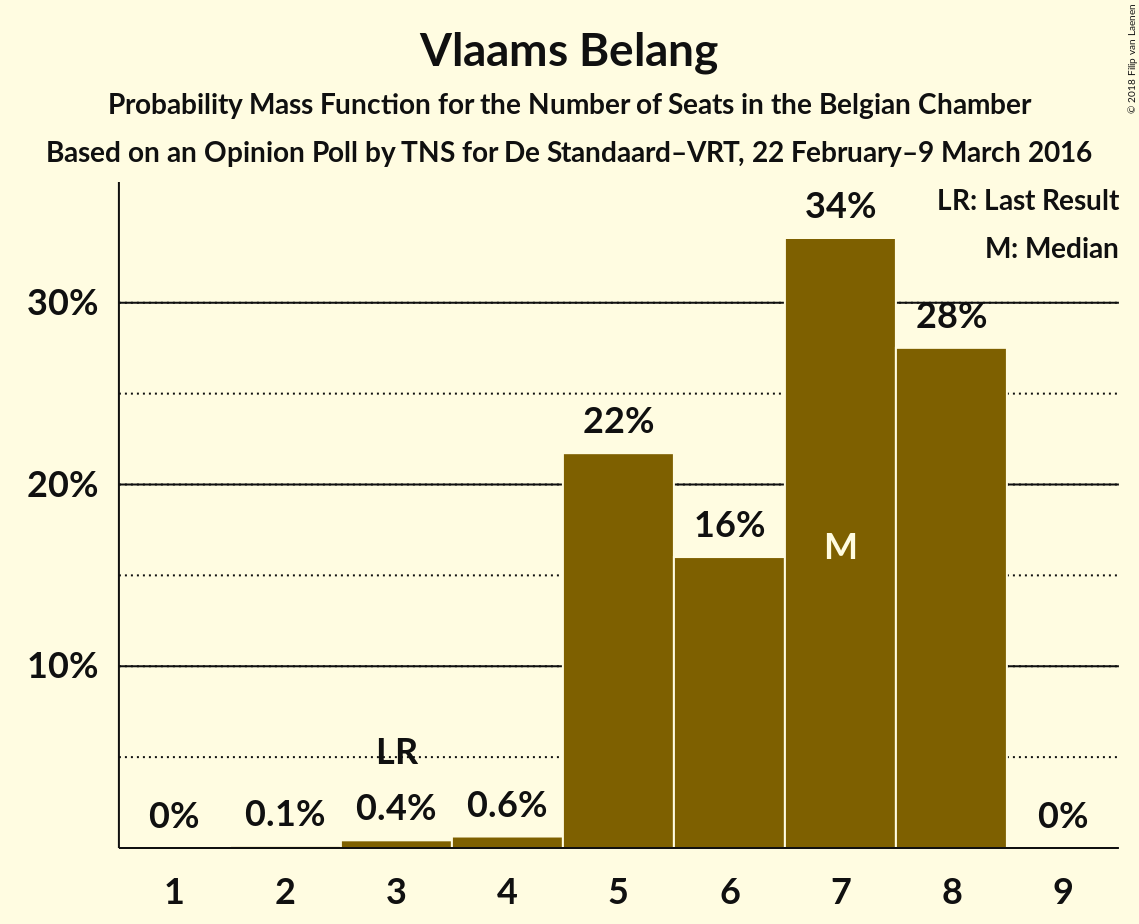 Vlaams Belang
Probability Mass Function for the Number of Seats in the Belgian Chamber
Based on an Opinion Poll by TNS for De Standaard–VRT, 22 February–9 March 2016
© 2018 Filip van Laenen
LR: Last Result
M: Median
34%
30%
28%
22%
20%
16%
M
10%
LR
0%
0.1%
0.4%
0.6%
0%
1 2 3 4 5 6 7 8 9